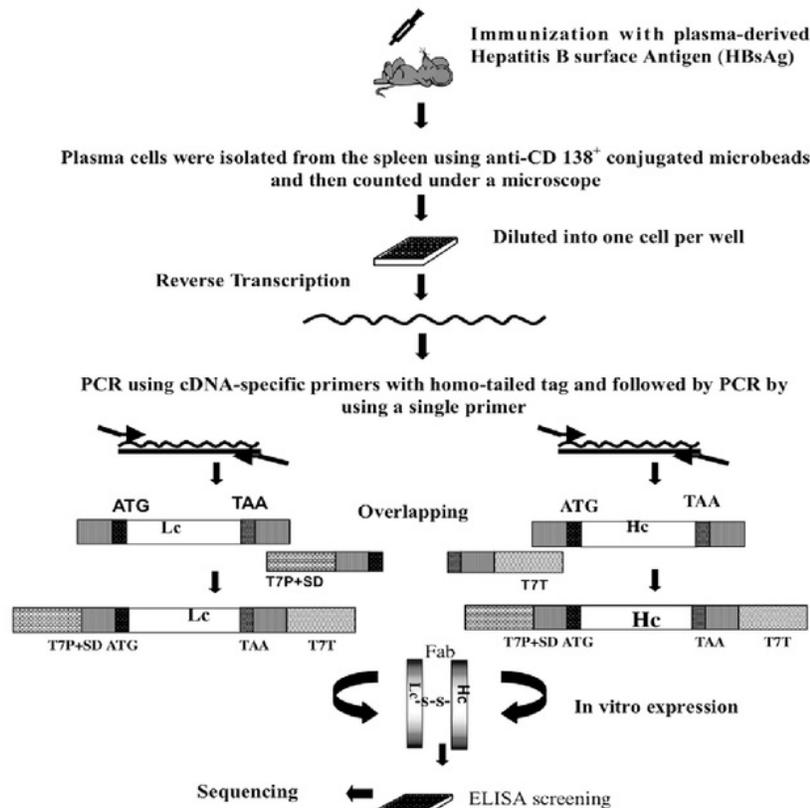 Immunization with plasma-derived
Hepatitis B surface Antigen (HBsAg)
Plasma cells were isolated from the spleen using anti-CD 138⁺ conjugated microbeads
and then counted under a microscope
Diluted into one cell per well
Reverse Transcription
PCR using cDNA-specific primers with homo-tailed tag and followed by PCR by
using a single primer
ATG TAA
Lc
Overlapping
ATG TAA
Hc
T7P+SD
T7T
Lc
T7P+SD ATG TAA T7T
Hc
T7P+SD ATG TAA T7T
Fab
Lc -s-s- Hc
In vitro expression
Sequencing
ELISA screening